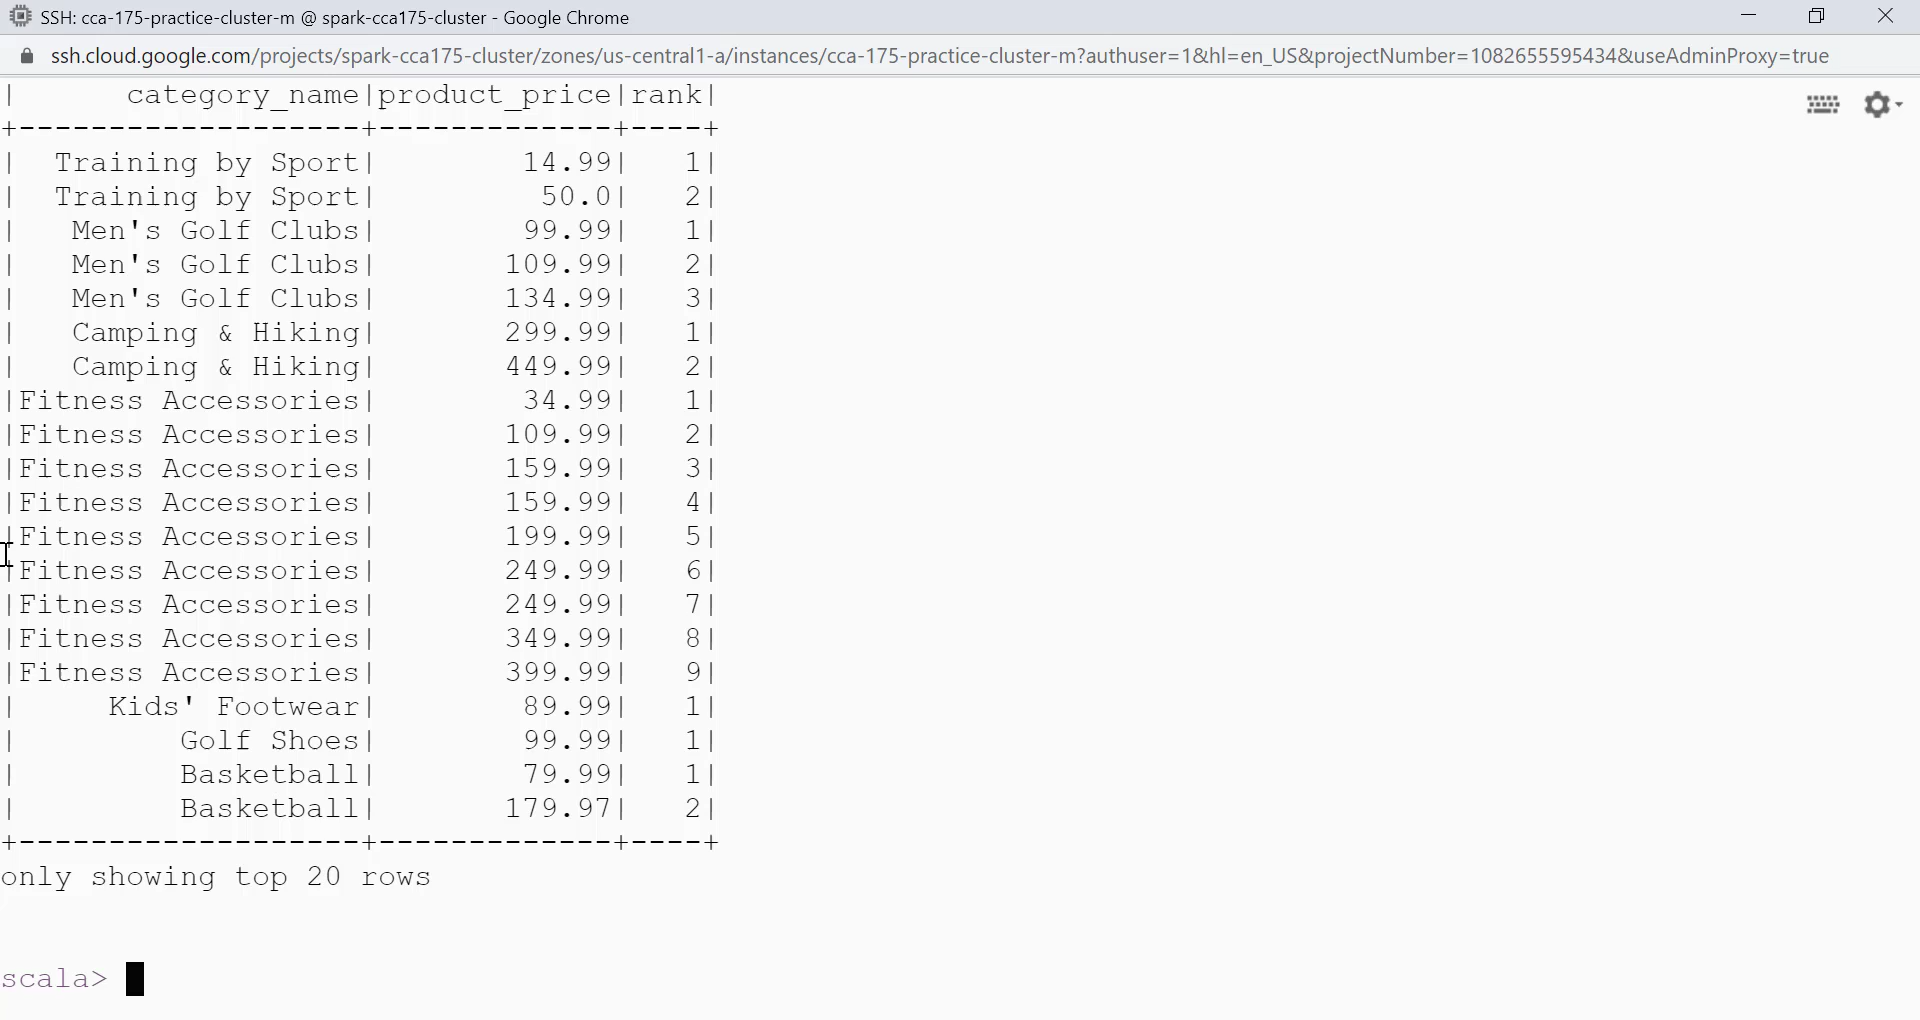 SSH: cca-175-practice-cluster-m @ spark-cca175-cluster - Google Chrome
ssh.cloud.google.com/projects/spark-cca175-cluster/zones/us-central1-a/instances/cca-175-practice-cluster-m?authuser=1&hl=en_US&projectNumber=1082655595434&useAdminProxy=true
|      category_name|product_price|rank|
+-------------------+-------------+----+
|  Training by Sport|        14.99|   1|
|  Training by Sport|         50.0|   2|
|   Men's Golf Clubs|        99.99|   1|
|   Men's Golf Clubs|       109.99|   2|
|   Men's Golf Clubs|       134.99|   3|
|   Camping & Hiking|       299.99|   1|
|   Camping & Hiking|       449.99|   2|
|Fitness Accessories|        34.99|   1|
|Fitness Accessories|       109.99|   2|
|Fitness Accessories|       159.99|   3|
|Fitness Accessories|       159.99|   4|
|Fitness Accessories|       199.99|   5|
|Fitness Accessories|       249.99|   6|
|Fitness Accessories|       249.99|   7|
|Fitness Accessories|       349.99|   8|
|Fitness Accessories|       399.99|   9|
|     Kids' Footwear|        89.99|   1|
|         Golf Shoes|        99.99|   1|
|         Basketball|        79.99|   1|
|         Basketball|       179.97|   2|
+-------------------+-------------+----+
only showing top 20 rows
scala>